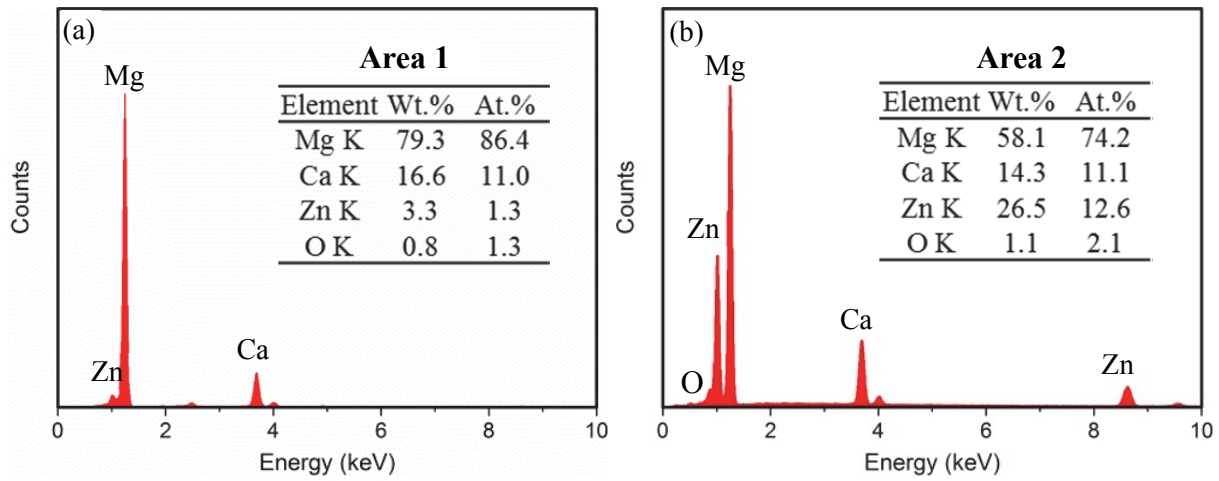 (a)
Area 1
Mg
Element Wt.% At.%
Mg K 79.3 86.4
Ca K 16.6 11.0
Zn K 3.3 1.3
O K 0.8 1.3
Counts
Zn
Ca
0 2 4 6 8 10
Energy (keV)
(b)
Area 2
Mg
Element Wt.% At.%
Mg K 58.1 74.2
Ca K 14.3 11.1
Zn K 26.5 12.6
O K 1.1 2.1
Counts
Zn
Ca
O
Zn
0 2 4 6 8 10
Energy (keV)